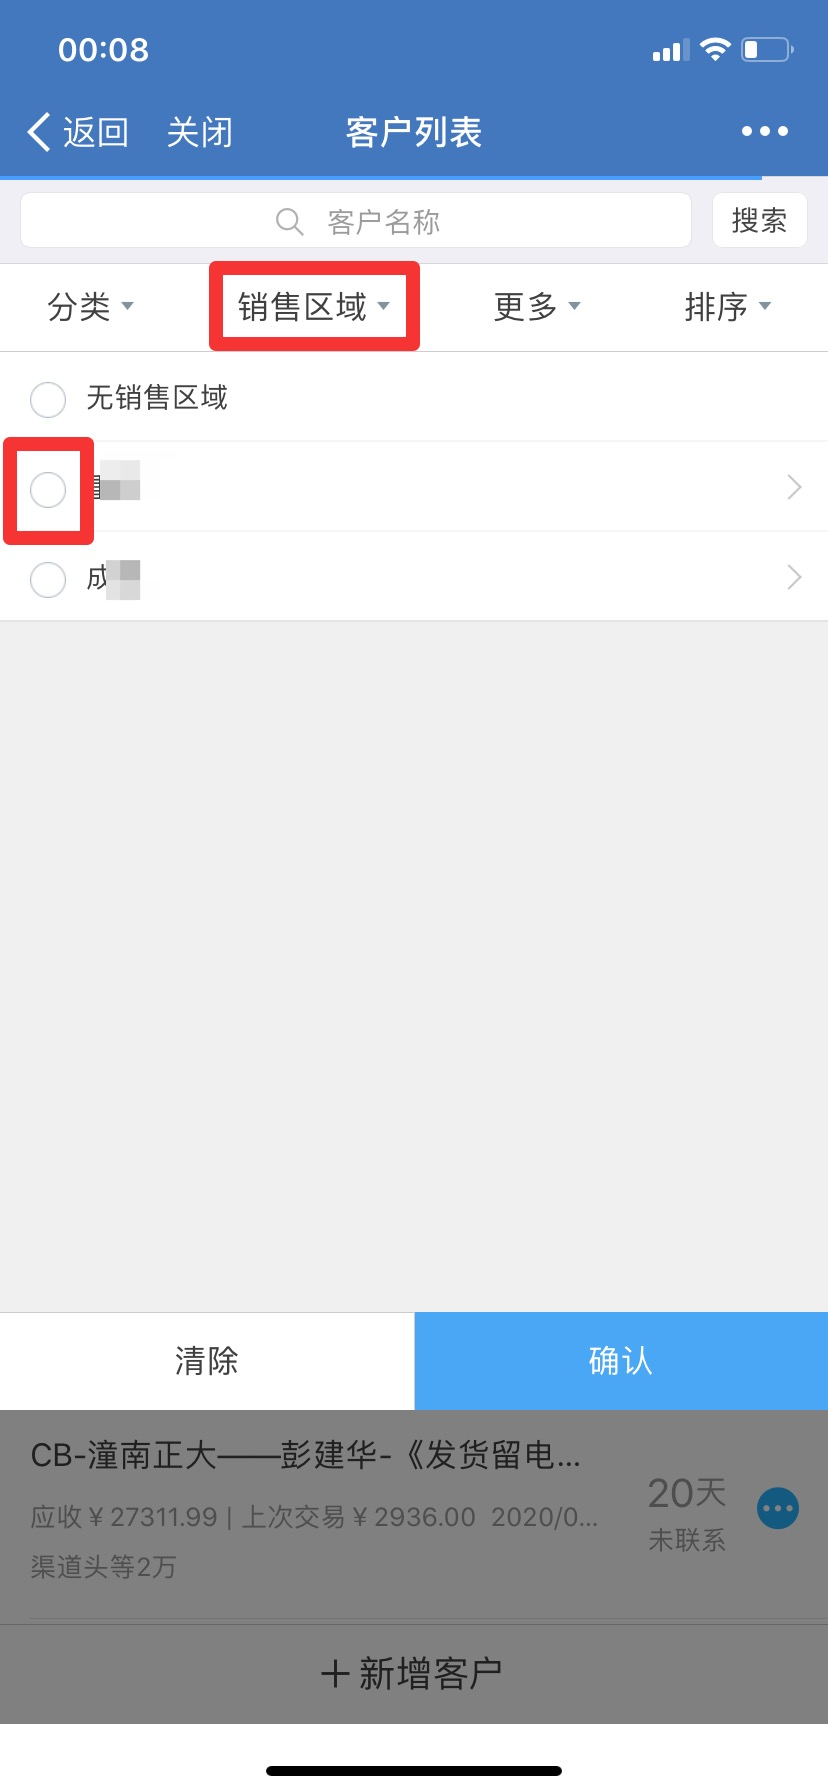 00:08
返回 关闭 客户列表
客户名称 搜索
分类 销售区域 更多 排序
无销售区域
成
清除 确认
CB-潼南正大——彭建华-《发货留电...
20天
应收￥27311.99 | 上次交易￥2936.00 2020/0...
未联系
渠道头等2万
＋新增客户